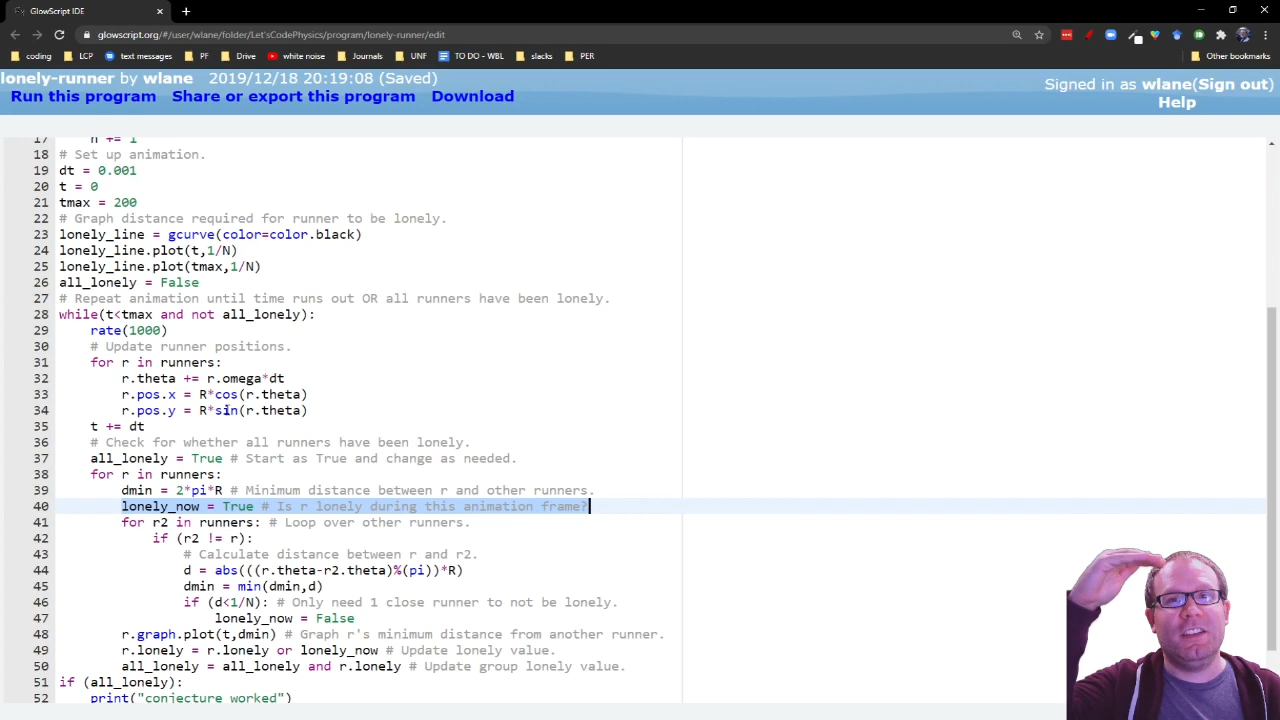 GlowScript IDE
glowscript.org/#/user/wlane/folder/Let'sCodePhysics/program/lonely-runner/edit
coding LCP text messages PF Drive white noise Journals UNF TO DO - WBL slacks PER Other bookmarks
lonely-runner by wlane 2019/12/18 20:19:08 (Saved)
Signed in as wlane(Sign out)
Run this program Share or export this program Download
Help
17 n += 1
18 # Set up animation.
19 dt = 0.001
20 t = 0
21 tmax = 200
22 # Graph distance required for runner to be lonely.
23 lonely_line = gcurve(color=color.black)
24 lonely_line.plot(t,1/N)
25 lonely_line.plot(tmax,1/N)
26 all_lonely = False
27 # Repeat animation until time runs out OR all runners have been lonely.
28 while(t<tmax and not all_lonely):
29 rate(1000)
30 # Update runner positions.
31 for r in runners:
32 r.theta += r.omega*dt
33 r.pos.x = R*cos(r.theta)
34 r.pos.y = R*sin(r.theta)
35 t += dt
36 # Check for whether all runners have been lonely.
37 all_lonely = True # Start as True and change as needed.
38 for r in runners:
39 dmin = 2*pi*R # Minimum distance between r and other runners.
40 lonely_now = True # Is r lonely during this animation frame?
41 for r2 in runners: # Loop over other runners.
42 if (r2 != r):
43 # Calculate distance between r and r2.
44 d = abs(((r.theta-r2.theta)%(pi))*R)
45 dmin = min(dmin,d)
46 if (d<1/N): # Only need 1 close runner to not be lonely.
47 lonely_now = False
48 r.graph.plot(t,dmin) # Graph r's minimum distance from another runner.
49 r.lonely = r.lonely or lonely_now # Update lonely value.
50 all_lonely = all_lonely and r.lonely # Update group lonely value.
51 if (all_lonely):
52 print("conjecture worked")